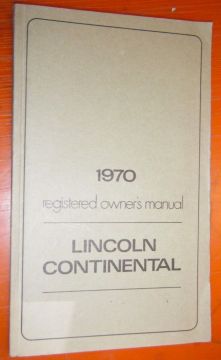 1970
registered owner's manual
LINCOLN
CONTINENTAL